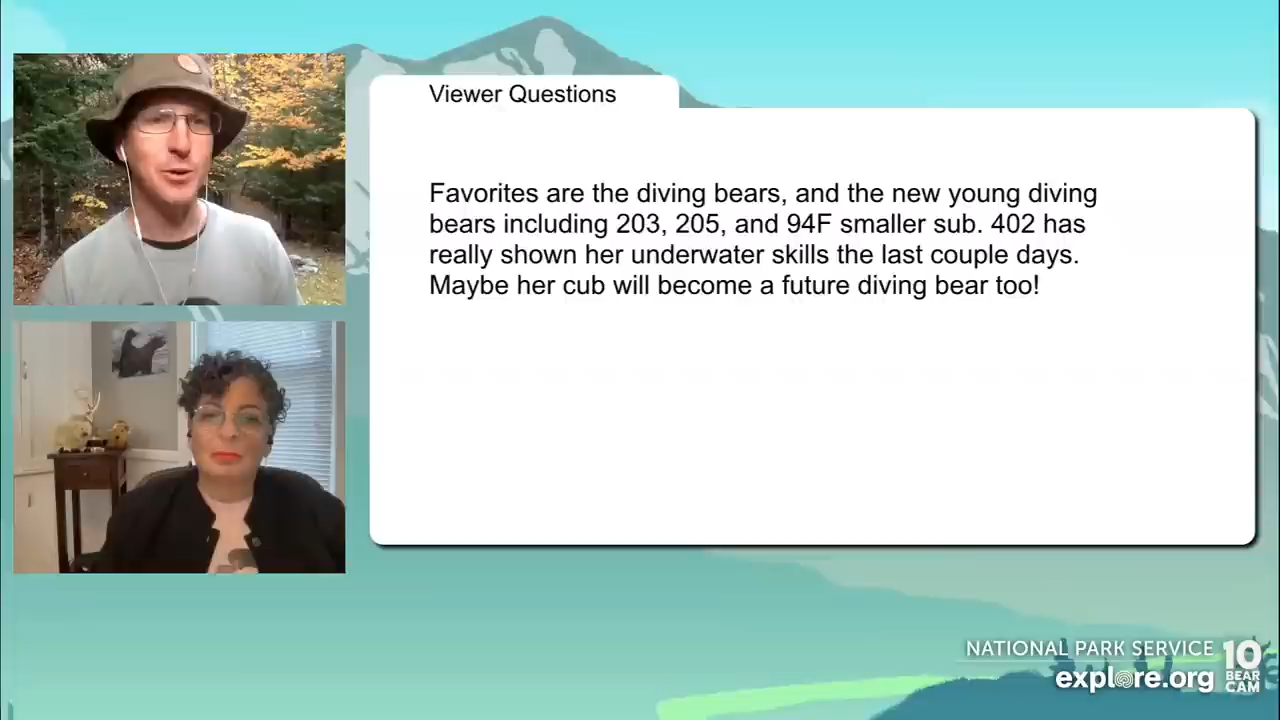 Viewer Questions
Favorites are the diving bears, and the new young diving
bears including 203, 205, and 94F smaller sub. 402 has
really shown her underwater skills the last couple days.
Maybe her cub will become a future diving bear too!
NATIONAL PARK SERVICE
explore.org
10
BEAR
CAM